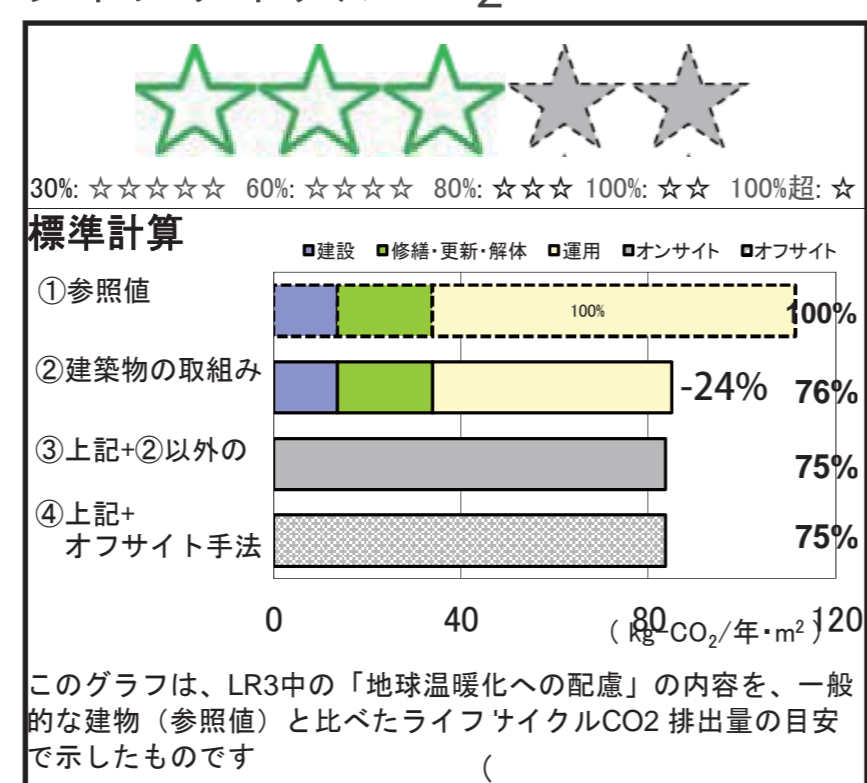 30%: ☆☆☆☆☆ 60%: ☆☆☆☆ 80%: ☆☆☆ 100%: ☆☆ 100%超: ☆
標準計算
■建設 ■修繕・更新・解体 ■運用 ■オンサイト ■オフサイト
①参照値 100% 100%
②建築物の取組み -24% 76%
③上記+②以外の 75%
④上記+
オフサイト手法 75%
0 40 80 120
( kg-CO₂/年・m² )
このグラフは、LR3中の「地球温暖化への配慮」の内容を、一般
的な建物（参照値）と比べたライフサイクルCO2 排出量の目安
で示したものです
(